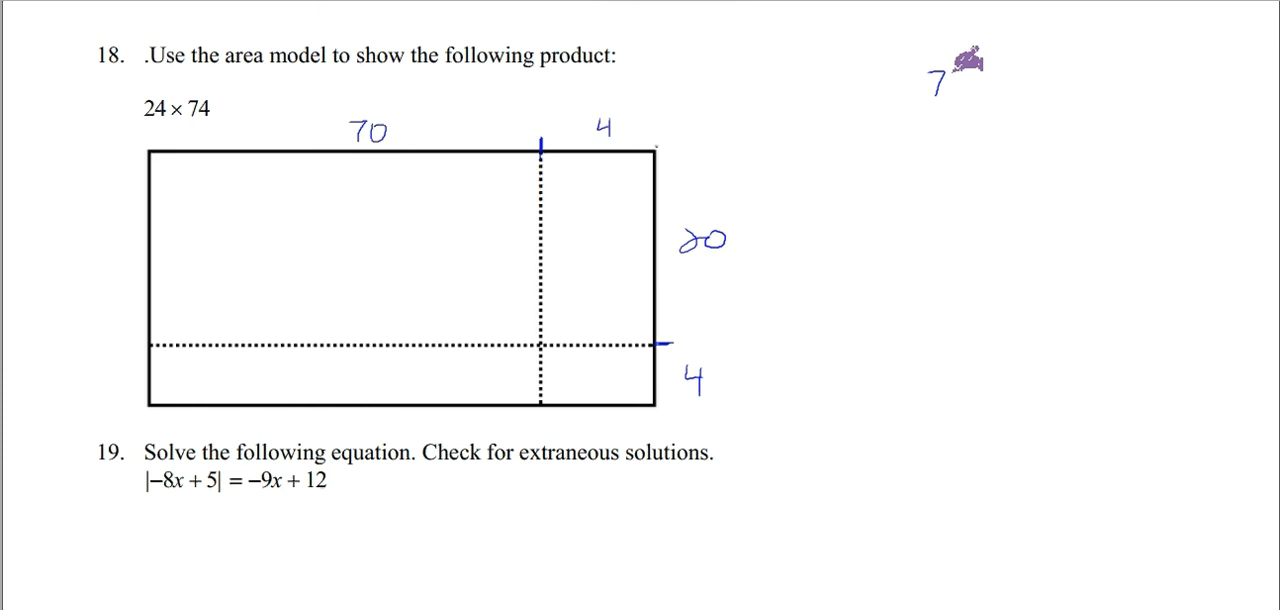 18. .Use the area model to show the following product:
7
24 × 74
70 4
20
4
19. Solve the following equation. Check for extraneous solutions.
|−8x + 5| = −9x + 12